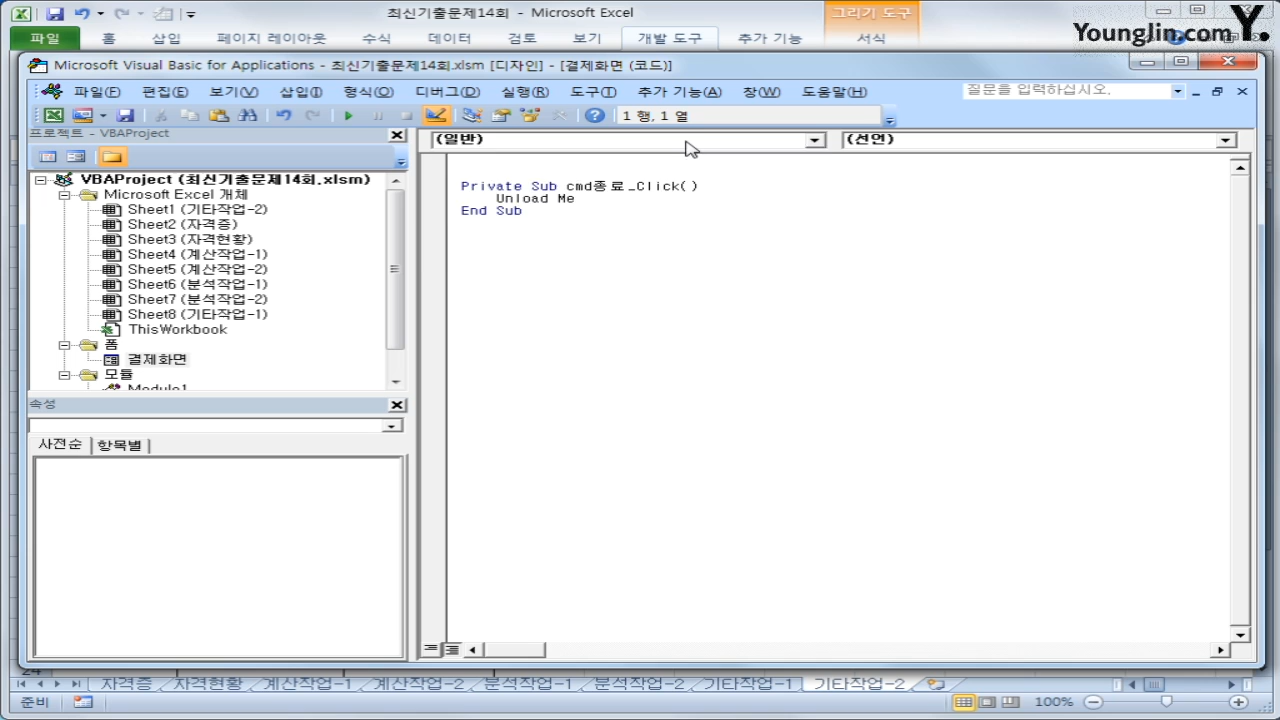 최신기출문제14회 - Microsoft Excel
그리기 도구
YoungJin.com Y.
파일 홈 삽입 페이지 레이아웃 수식 데이터 검토 보기 개발 도구 추가 기능 서식
Microsoft Visual Basic for Applications - 최신기출문제14회.xlsm [디자인] - [결제화면 (코드)]
파일(F) 편집(E) 보기(V) 삽입(I) 형식(O) 디버그(D) 실행(R) 도구(T) 추가 기능(A) 창(W) 도움말(H) 질문을 입력하십시오.
1 행, 1 열
프로젝트 - VBAProject
(일반) (선언)
VBAProject (최신기출문제14회.xlsm)
Microsoft Excel 개체
Sheet1 (기타작업-2)
Sheet2 (자격증)
Sheet3 (자격현황)
Sheet4 (계산작업-1)
Sheet5 (계산작업-2)
Sheet6 (분석작업-1)
Sheet7 (분석작업-2)
Sheet8 (기타작업-1)
ThisWorkbook
폼
결제화면
모듈
Module1
Private Sub cmd종료_Click()
Unload Me
End Sub
속성
사전순 항목별
24
자격증 자격현황 계산작업-1 계산작업-2 분석작업-1 분석작업-2 기타작업-1 기타작업-2
준비 100%